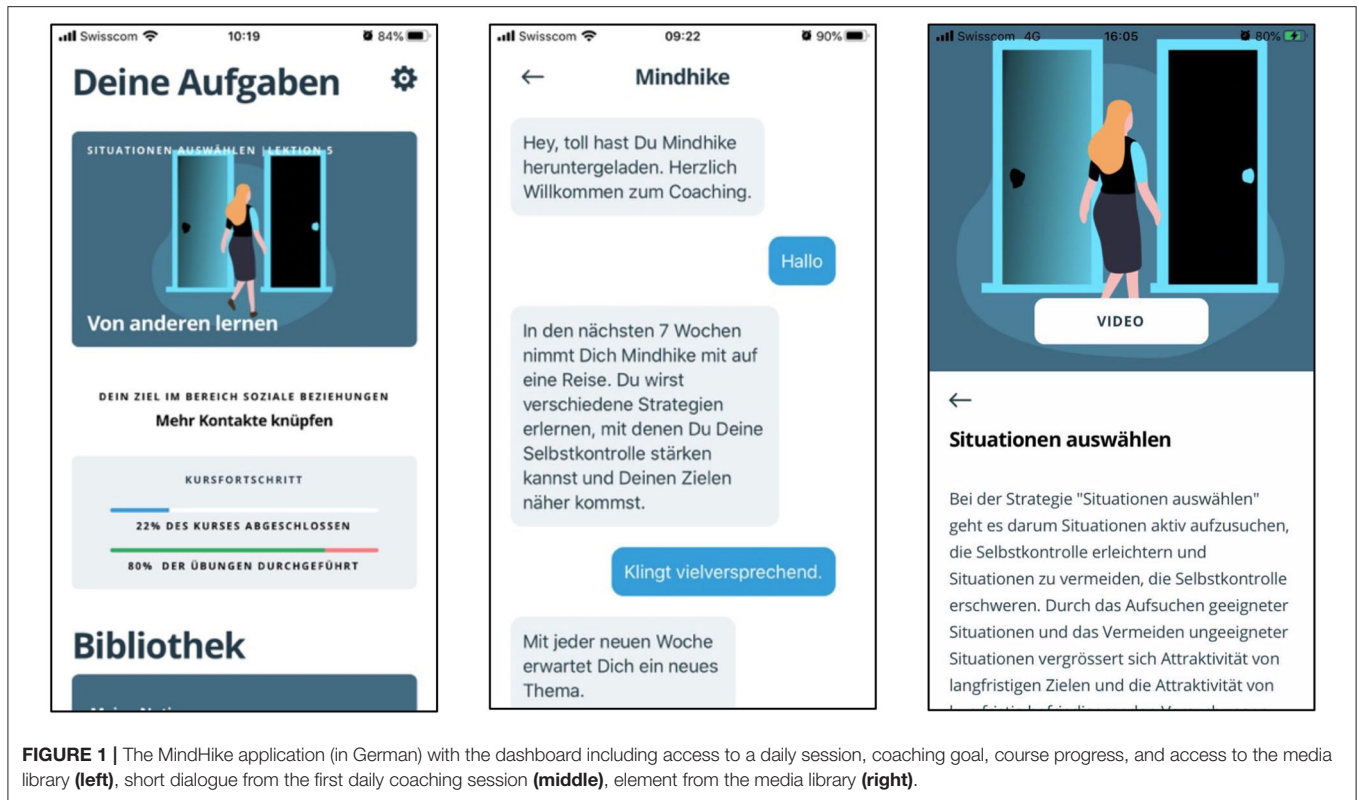 Swisscom 10:19 84%
Deine Aufgaben
SITUATIONEN AUSWÄHLEN | LEKTION 5
Von anderen lernen
DEIN ZIEL IM BEREICH SOZIALE BEZIEHUNGEN
Mehr Kontakte knüpfen
KURSFORTSCHRITT
22% DES KURSES ABGESCHLOSSEN
80% DER ÜBUNGEN DURCHGEFÜHRT
Bibliothek
Swisscom 09:22 90%
Mindhike
Hey, toll hast Du Mindhike
heruntergeladen. Herzlich
Willkommen zum Coaching.
Hallo
In den nächsten 7 Wochen
nimmt Dich Mindhike mit auf
eine Reise. Du wirst
verschiedene Strategien
erlernen, mit denen Du Deine
Selbstkontrolle stärken
kannst und Deinen Zielen
näher kommst.
Klingt vielversprechend.
Mit jeder neuen Woche
erwartet Dich ein neues
Thema.
Swisscom 4G 16:05 80%
VIDEO
Situationen auswählen
Bei der Strategie "Situationen auswählen"
geht es darum Situationen aktiv aufzusuchen,
die Selbstkontrolle erleichtern und
Situationen zu vermeiden, die Selbstkontrolle
erschweren. Durch das Aufsuchen geeigneter
Situationen und das Vermeiden ungeeigneter
Situationen vergrössert sich Attraktivität von
langfristigen Zielen und die Attraktivität von
FIGURE 1 | The MindHike application (in German) with the dashboard including access to a daily session, coaching goal, course progress, and access to the media
library (left), short dialogue from the first daily coaching session (middle), element from the media library (right).